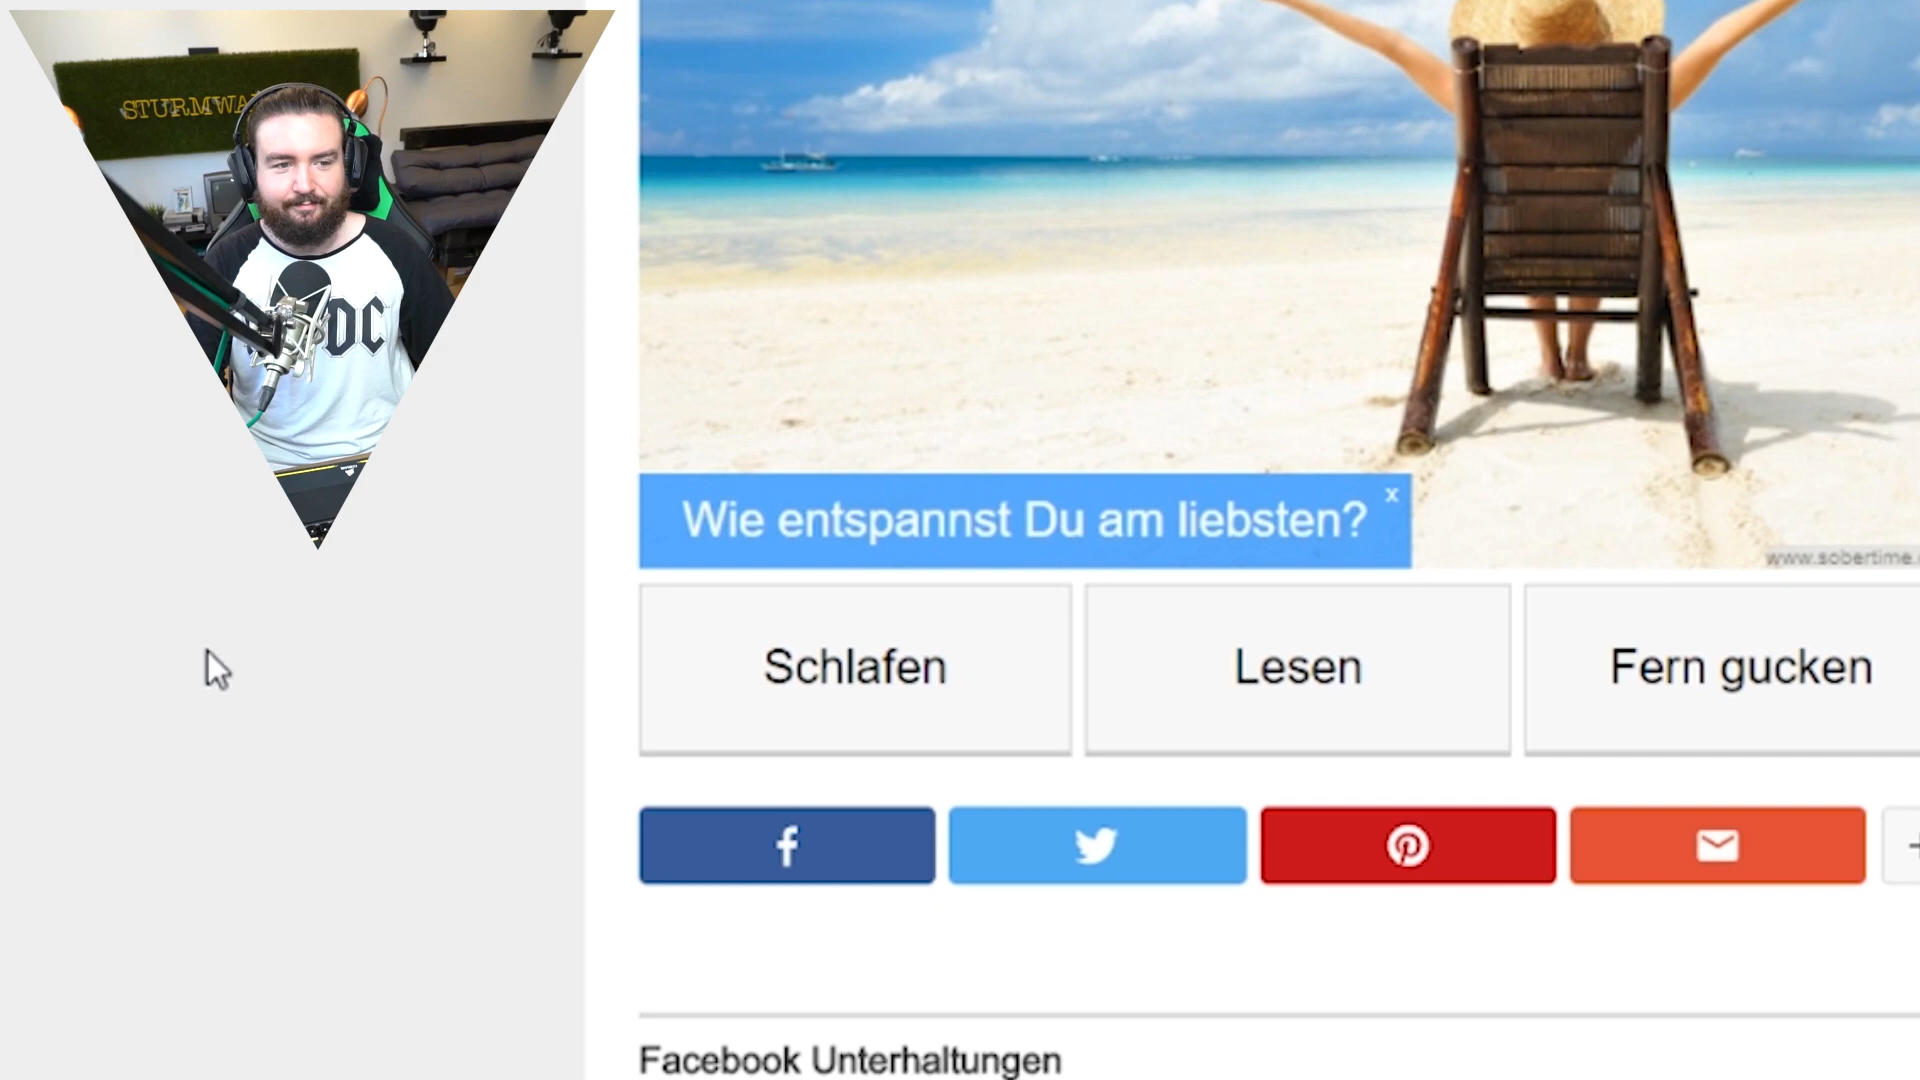 STURMWA
DC
Wie entspannst Du am liebsten?
x
www.sobertime.
Schlafen
Lesen
Fern gucken
Facebook Unterhaltungen